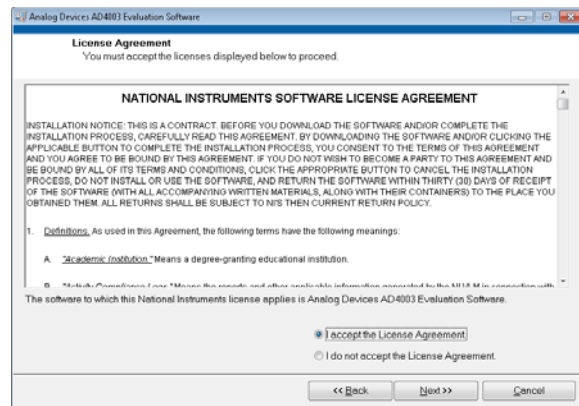 Analog Devices AD4003 Evaluation Software
License Agreement
You must accept the licenses displayed below to proceed.
NATIONAL INSTRUMENTS SOFTWARE LICENSE AGREEMENT
INSTALLATION NOTICE: THIS IS A CONTRACT. BEFORE YOU DOWNLOAD THE SOFTWARE AND/OR COMPLETE THE
INSTALLATION PROCESS, CAREFULLY READ THIS AGREEMENT. BY DOWNLOADING THE SOFTWARE AND/OR CLICKING THE
APPLICABLE BUTTON TO COMPLETE THE INSTALLATION PROCESS, YOU CONSENT TO THE TERMS OF THIS AGREEMENT
AND YOU AGREE TO BE BOUND BY THIS AGREEMENT. IF YOU DO NOT WISH TO BECOME A PARTY TO THIS AGREEMENT AND
BE BOUND BY ALL OF ITS TERMS AND CONDITIONS, CLICK THE APPROPRIATE BUTTON TO CANCEL THE INSTALLATION
PROCESS, DO NOT INSTALL OR USE THE SOFTWARE, AND RETURN THE SOFTWARE WITHIN THIRTY (30) DAYS OF RECEIPT
OF THE SOFTWARE (WITH ALL ACCOMPANYING WRITTEN MATERIALS, ALONG WITH THEIR CONTAINERS) TO THE PLACE YOU
OBTAINED THEM. ALL RETURNS SHALL BE SUBJECT TO NI'S THEN CURRENT RETURN POLICY.
1. Definitions. As used in this Agreement, the following terms have the following meanings:
A. "Academic Institution." Means a degree-granting educational institution.
The software to which this National Instruments license applies is Analog Devices AD4003 Evaluation Software.
I accept the License Agreement.
I do not accept the License Agreement.
<< Back
Next >>
Cancel